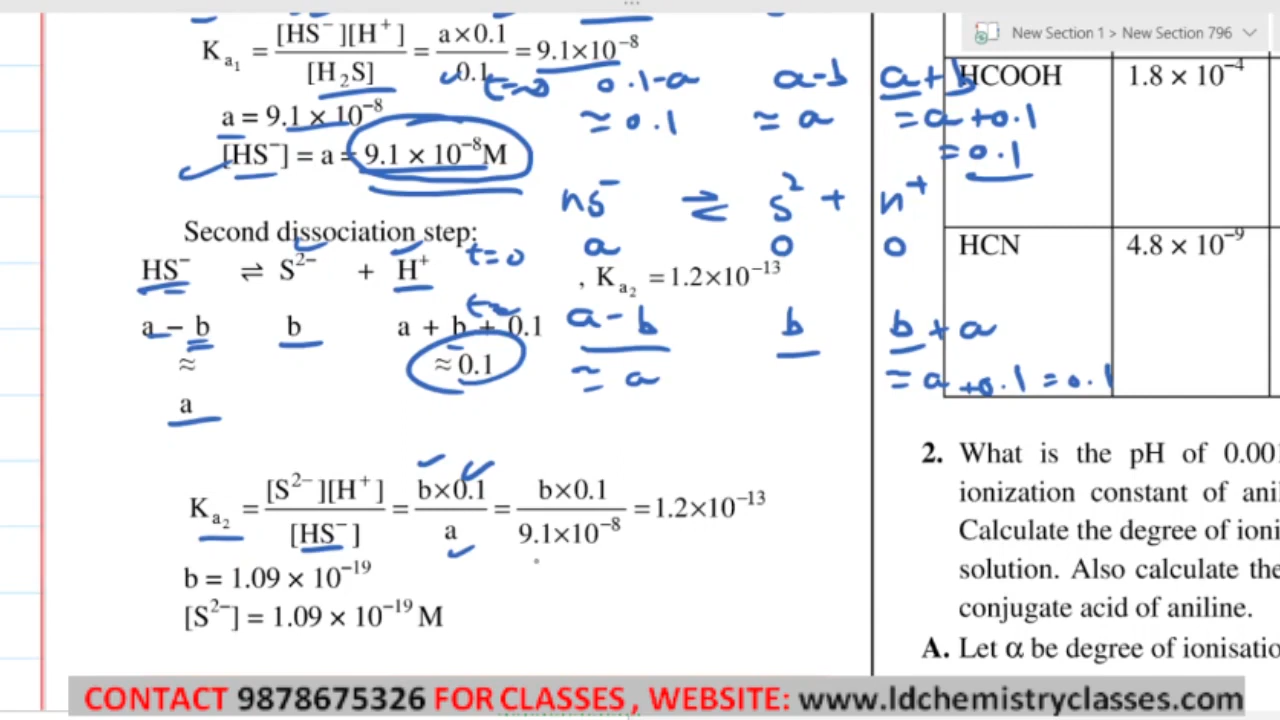 New Section 1 > New Section 796
K a₁ = [HS⁻][H⁺] / [H₂S] = a×0.1 / 0.1 = 9.1×10⁻⁸
t=∞ 0.1-a a-b a+b
a = 9.1 × 10⁻⁸
≈ 0.1 ≈ a = a+0.1
[HS⁻] = a = 9.1 × 10⁻⁸M
= 0.1
HS⁻ ⇌ S² + H⁺
Second dissociation step:
t=0 a 0 0
HS⁻ ⇌ S²⁻ + H⁺ , K a₂ = 1.2×10⁻¹³
a – b b a + b + 0.1
a-b b b+a
≈ ≈ 0.1
≈ a = a+0.1 = 0.1
a
K a₂ = [S²⁻][H⁺] / [HS⁻] = b×0.1 / a = b×0.1 / 9.1×10⁻⁸ = 1.2×10⁻¹³
b = 1.09 × 10⁻¹⁹
[S²⁻] = 1.09 × 10⁻¹⁹ M
HCOOH 1.8 × 10⁻⁴
HCN 4.8 × 10⁻⁹
2. What is the pH of 0.001
ionization constant of anil
Calculate the degree of ioni
solution. Also calculate the
conjugate acid of aniline.
A. Let α be degree of ionisatio
CONTACT 9878675326 FOR CLASSES , WEBSITE: www.ldchemistryclasses.com